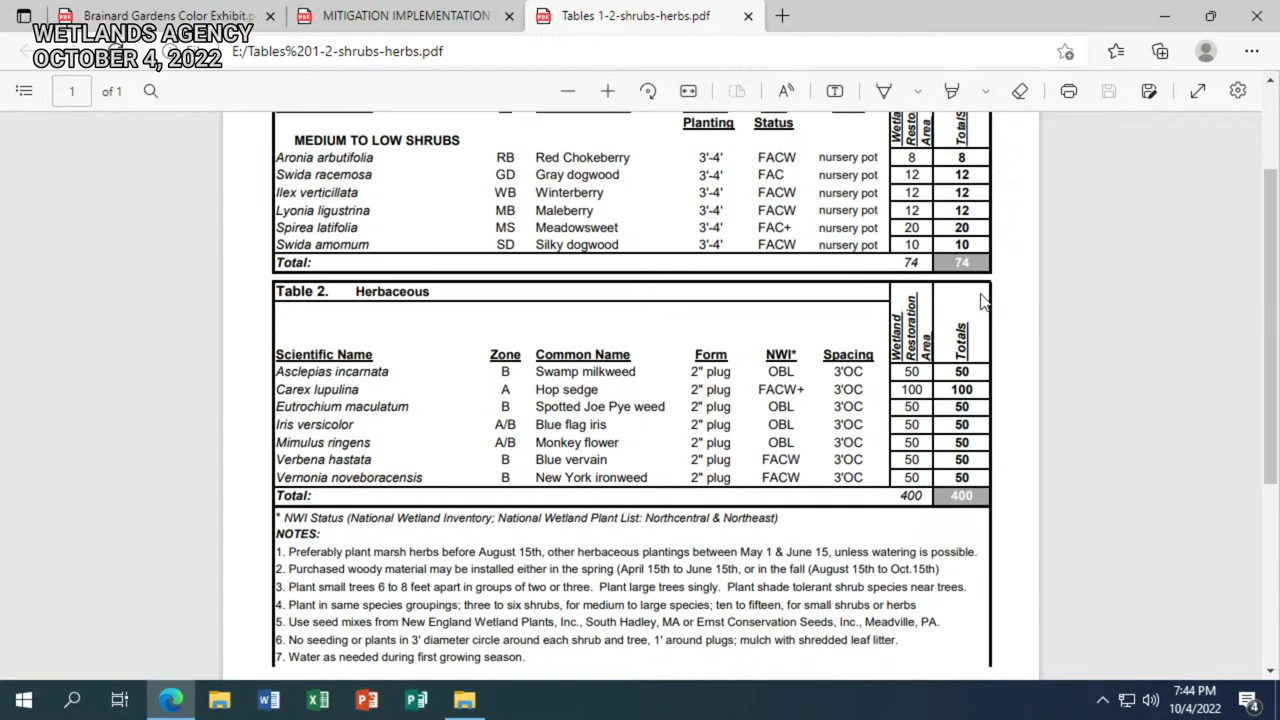 Brainard Gardens Color Exhibit.p
MITIGATION IMPLEMENTATION
Tables 1-2-shrubs-herbs.pdf
WETLANDS AGENCY
OCTOBER 4, 2022
E:/Tables%201-2-shrubs-herbs.pdf
1 of 1
Planting Status Wetla Resto Area Totals
MEDIUM TO LOW SHRUBS
Aronia arbutifolia RB Red Chokeberry 3'-4' FACW nursery pot 8 8
Swida racemosa GD Gray dogwood 3'-4' FAC nursery pot 12 12
Ilex verticillata WB Winterberry 3'-4' FACW nursery pot 12 12
Lyonia ligustrina MB Maleberry 3'-4' FACW nursery pot 12 12
Spirea latifolia MS Meadowsweet 3'-4' FAC+ nursery pot 20 20
Swida amomum SD Silky dogwood 3'-4' FACW nursery pot 10 10
Total: 74 74
Table 2. Herbaceous
Scientific Name Zone Common Name Form NWI* Spacing Wetland Restoration Area Totals
Asclepias incarnata B Swamp milkweed 2" plug OBL 3'OC 50 50
Carex lupulina A Hop sedge 2" plug FACW+ 3'OC 100 100
Eutrochium maculatum B Spotted Joe Pye weed 2" plug OBL 3'OC 50 50
Iris versicolor A/B Blue flag iris 2" plug OBL 3'OC 50 50
Mimulus ringens A/B Monkey flower 2" plug OBL 3'OC 50 50
Verbena hastata B Blue vervain 2" plug FACW 3'OC 50 50
Vernonia noveboracensis B New York ironweed 2" plug FACW 3'OC 50 50
Total: 400 400
* NWI Status (National Wetland Inventory; National Wetland Plant List: Northcentral & Northeast)
NOTES:
1. Preferably plant marsh herbs before August 15th, other herbaceous plantings between May 1 & June 15, unless watering is possible.
2. Purchased woody material may be installed either in the spring (April 15th to June 15th, or in the fall (August 15th to Oct.15th)
3. Plant small trees 6 to 8 feet apart in groups of two or three. Plant large trees singly. Plant shade tolerant shrub species near trees.
4. Plant in same species groupings; three to six shrubs, for medium to large species; ten to fifteen, for small shrubs or herbs
5. Use seed mixes from New England Wetland Plants, Inc., South Hadley, MA or Ernst Conservation Seeds, Inc., Meadville, PA.
6. No seeding or plants in 3' diameter circle around each shrub and tree, 1' around plugs; mulch with shredded leaf litter.
7. Water as needed during first growing season.
7:44 PM
10/4/2022
4